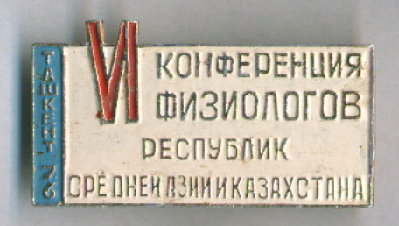 ТАШКЕНТ, 76
VI КОНФЕРЕНЦИЯ
ФИЗИОЛОГОВ
РЕСПУБЛИК
СРЕДНЕЙ АЗИИ И КАЗАХСТАНА